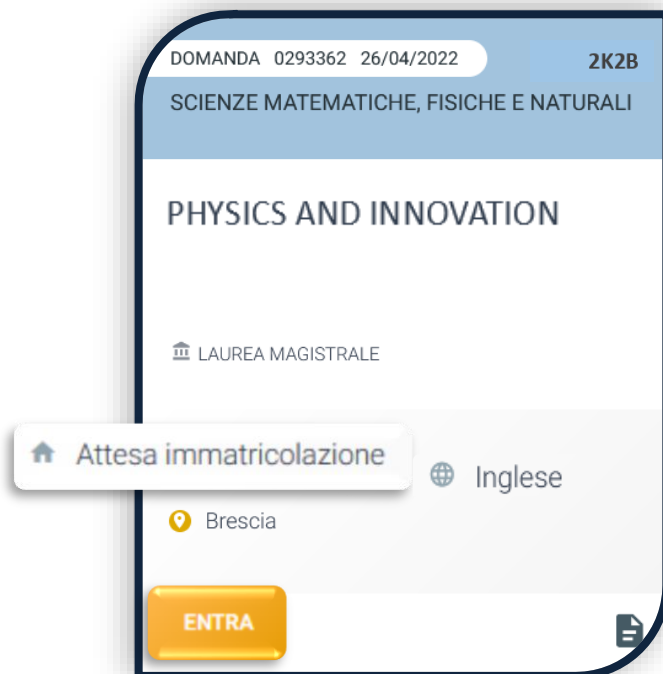 DOMANDA 0293362 26/04/2022 2K2B
SCIENZE MATEMATICHE, FISICHE E NATURALI
PHYSICS AND INNOVATION
LAUREA MAGISTRALE
Attesa immatricolazione
Inglese
Brescia
ENTRA